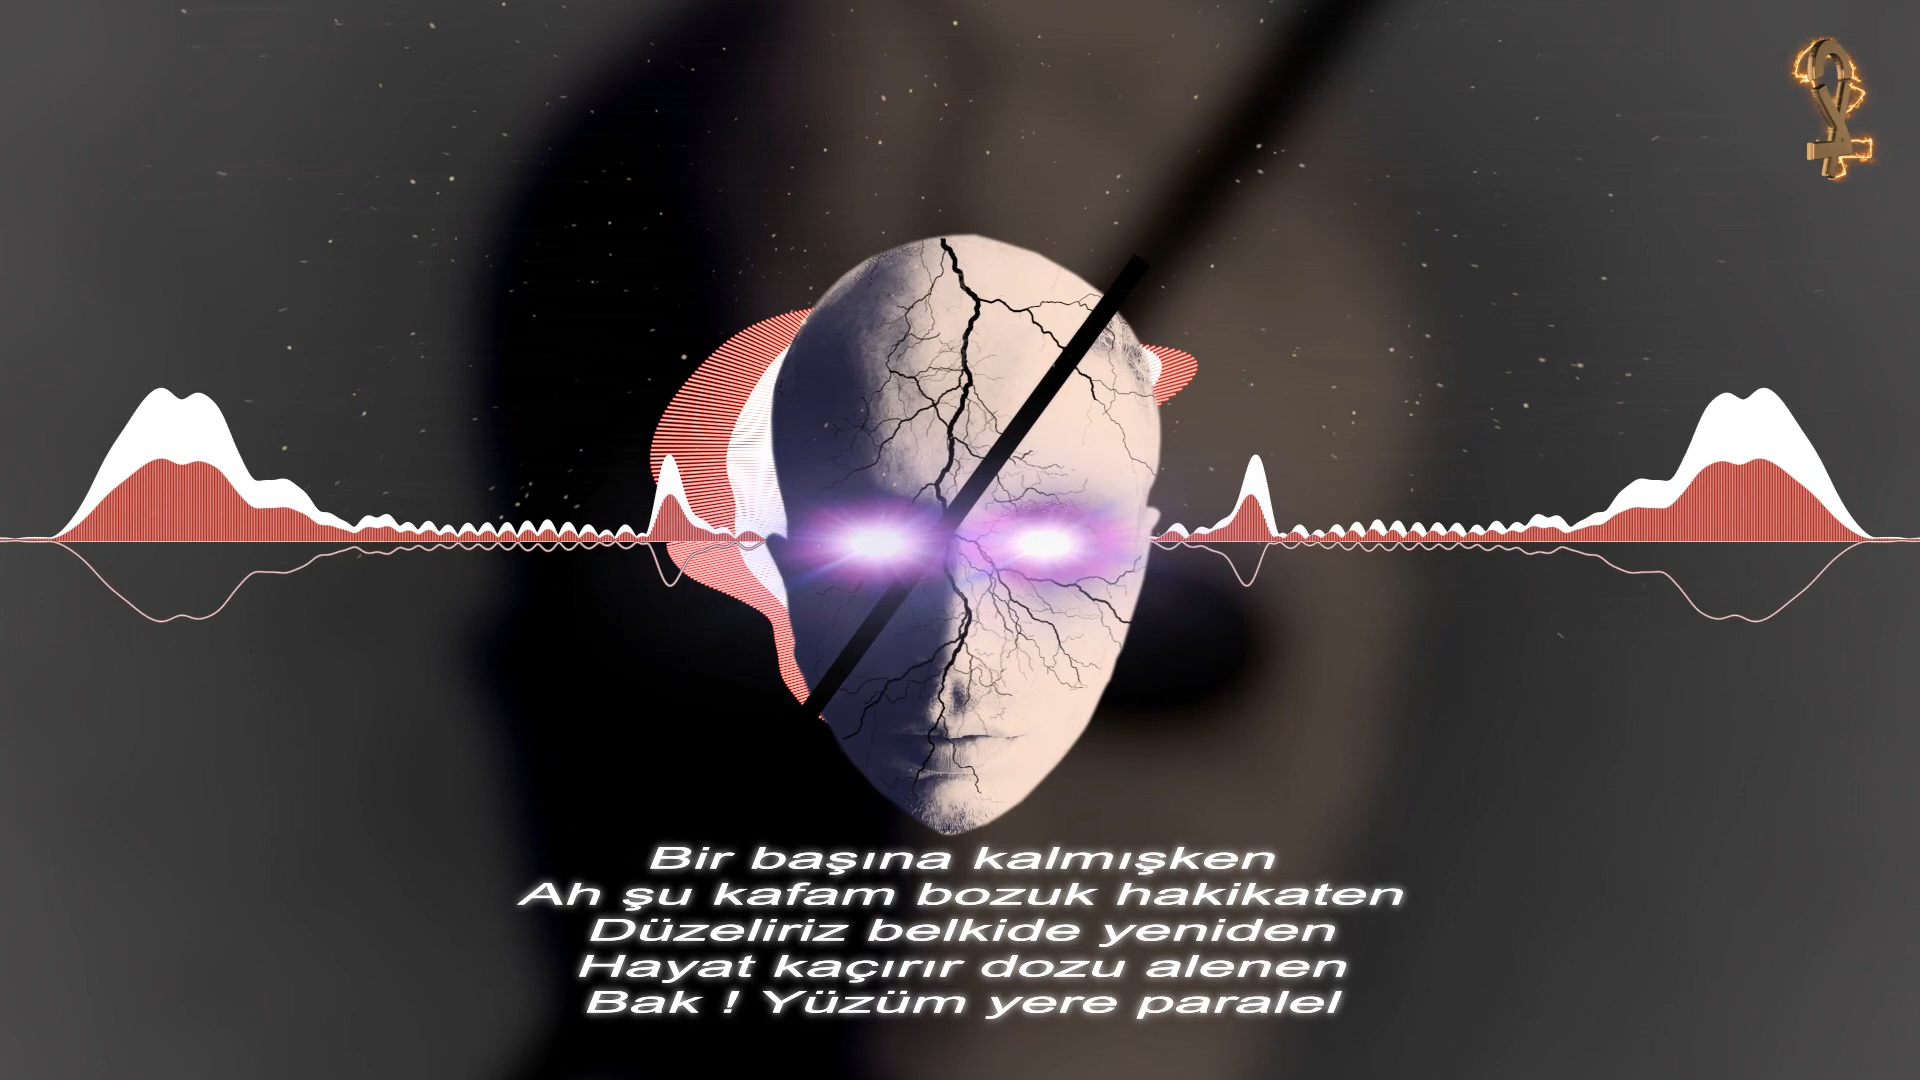 Bir başına kalmışken
Ah şu kafam bozuk hakikaten
Düzeliriz belkide yeniden
Hayat kaçırır dozu alenen
Bak ! Yüzüm yere paralel